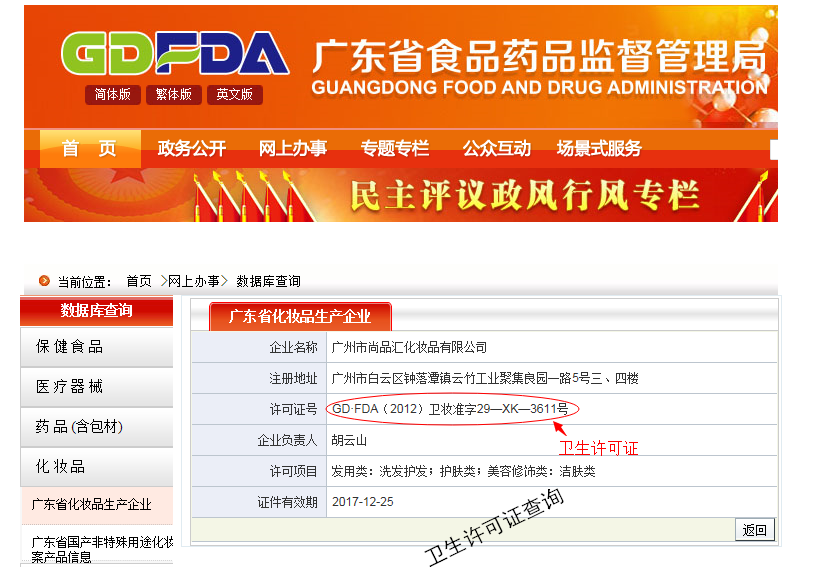 GDFDA
广东省食品药品监督管理局
GUANGDONG FOOD AND DRUG ADMINISTRATION
简体版 繁体版 英文版
首 页 政务公开 网上办事 专题专栏 公众互动 场景式服务
民主评议政风行风专栏
当前位置： 首页 >网上办事> 数据库查询
数据库查询
保健食品
医疗器械
药品(含包材)
化妆品
广东省化妆品生产企业
广东省国产非特殊用途化妆
案产品信息
广东省化妆品生产企业
企业名称 广州市尚品汇化妆品有限公司
注册地址 广州市白云区钟落潭镇云竹工业聚集良园一路5号三、四楼
许可证号 GD·FDA（2012）卫妆准字29—XK—3611号
卫生许可证
企业负责人 胡云山
许可项目 发用类：洗发护发；护肤类；美容修饰类：洁肤类
证件有效期 2017-12-25
卫生许可证查询
返回